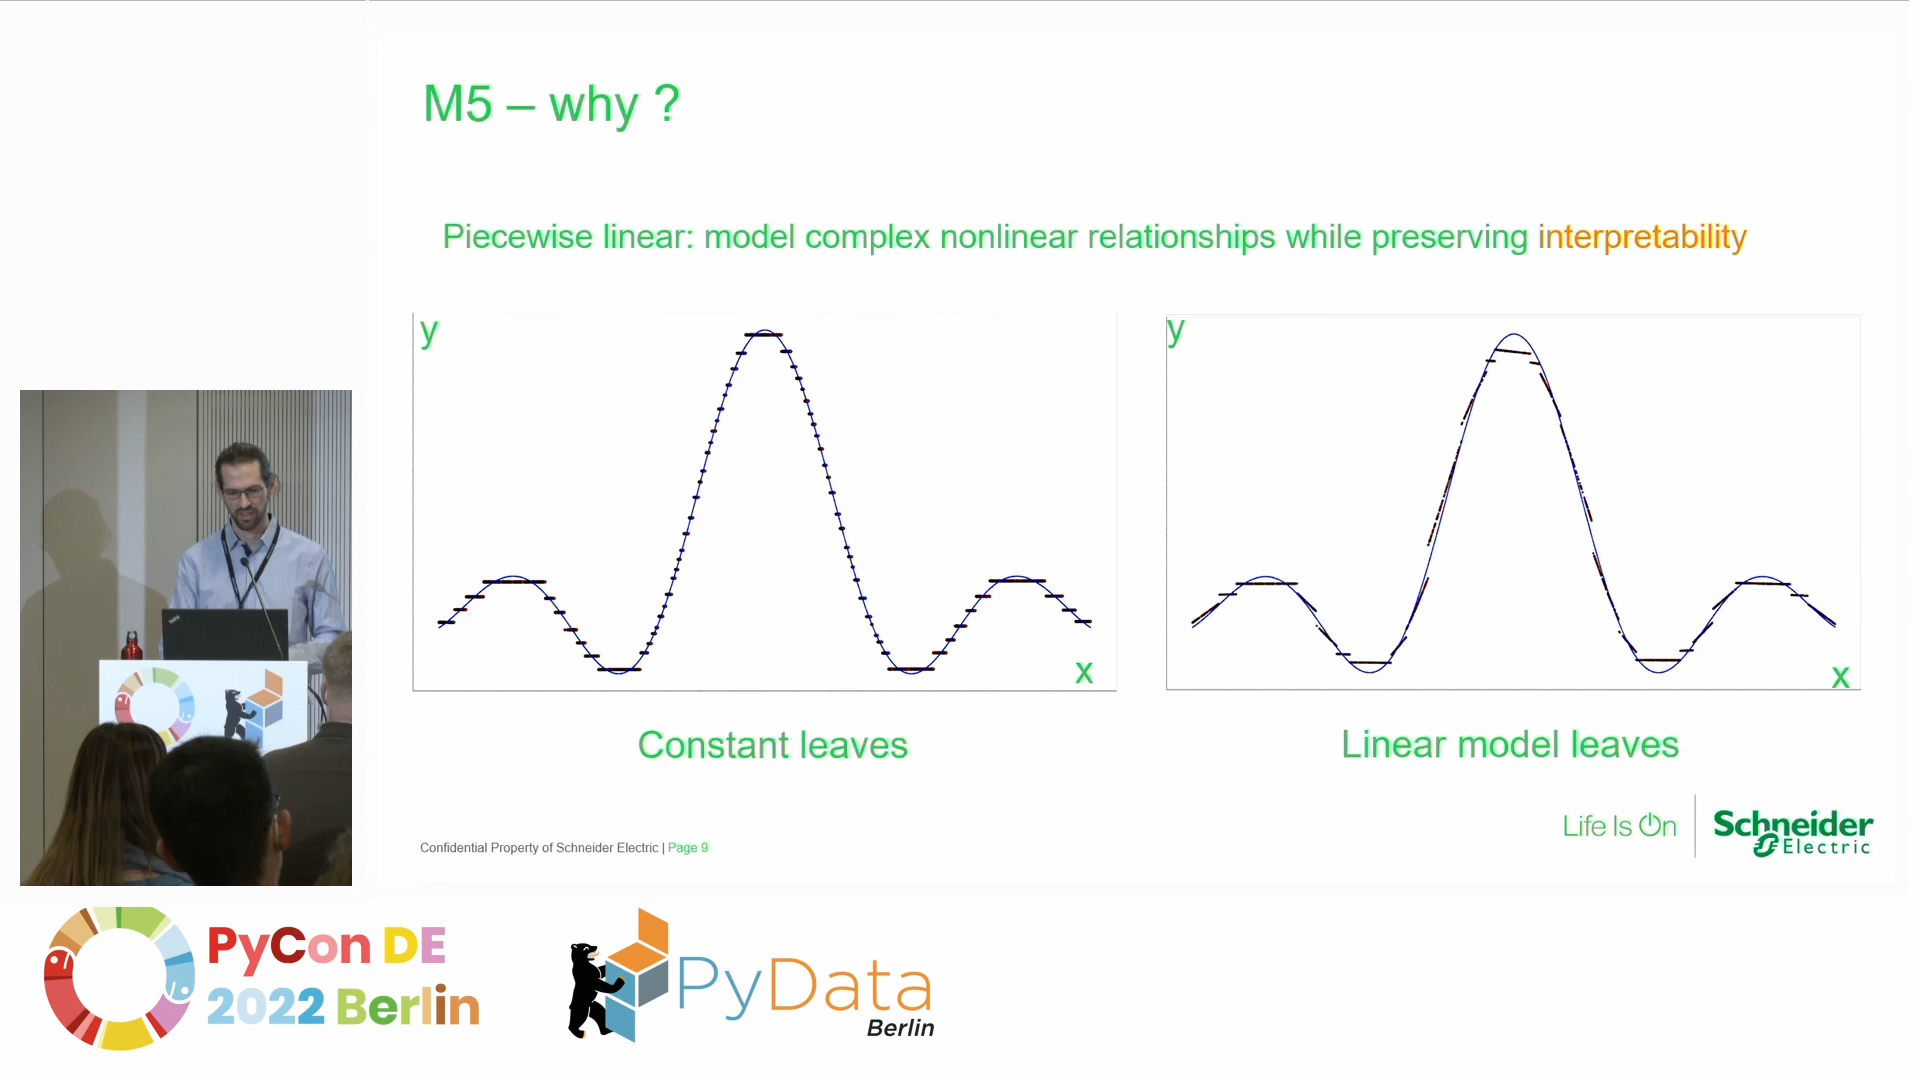 M5 – why ?
Piecewise linear: model complex nonlinear relationships while preserving interpretability
y
x
Constant leaves
y
x
Linear model leaves
Life Is On
Schneider
Electric
Confidential Property of Schneider Electric | Page 9
PyCon DE
2022 Berlin
PyData
Berlin